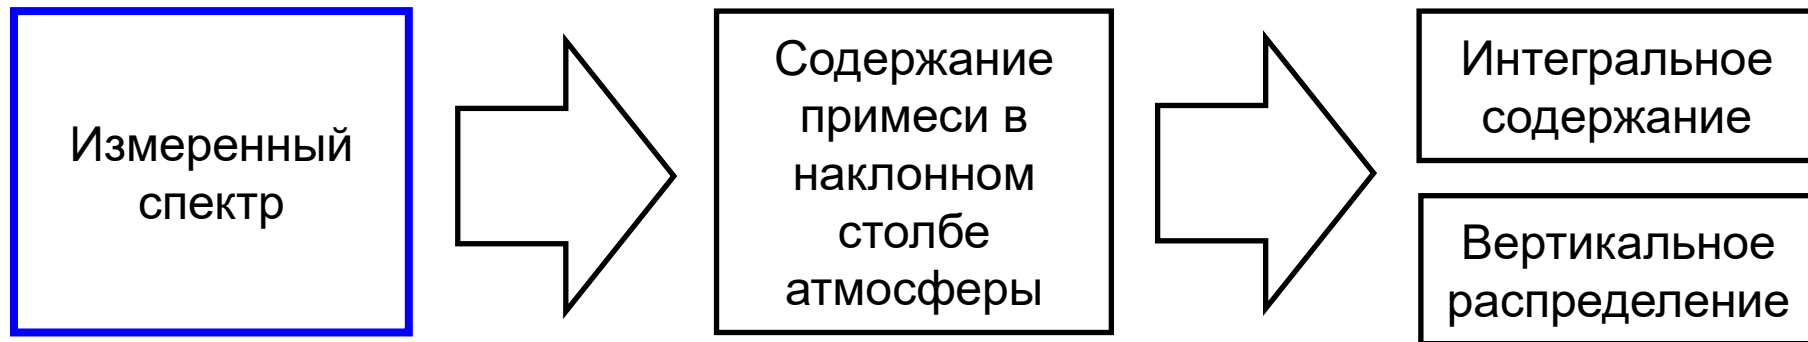 Измеренный
спектр
Содержание
примеси в
наклонном
столбе
атмосферы
Интегральное
содержание
Вертикальное
распределение